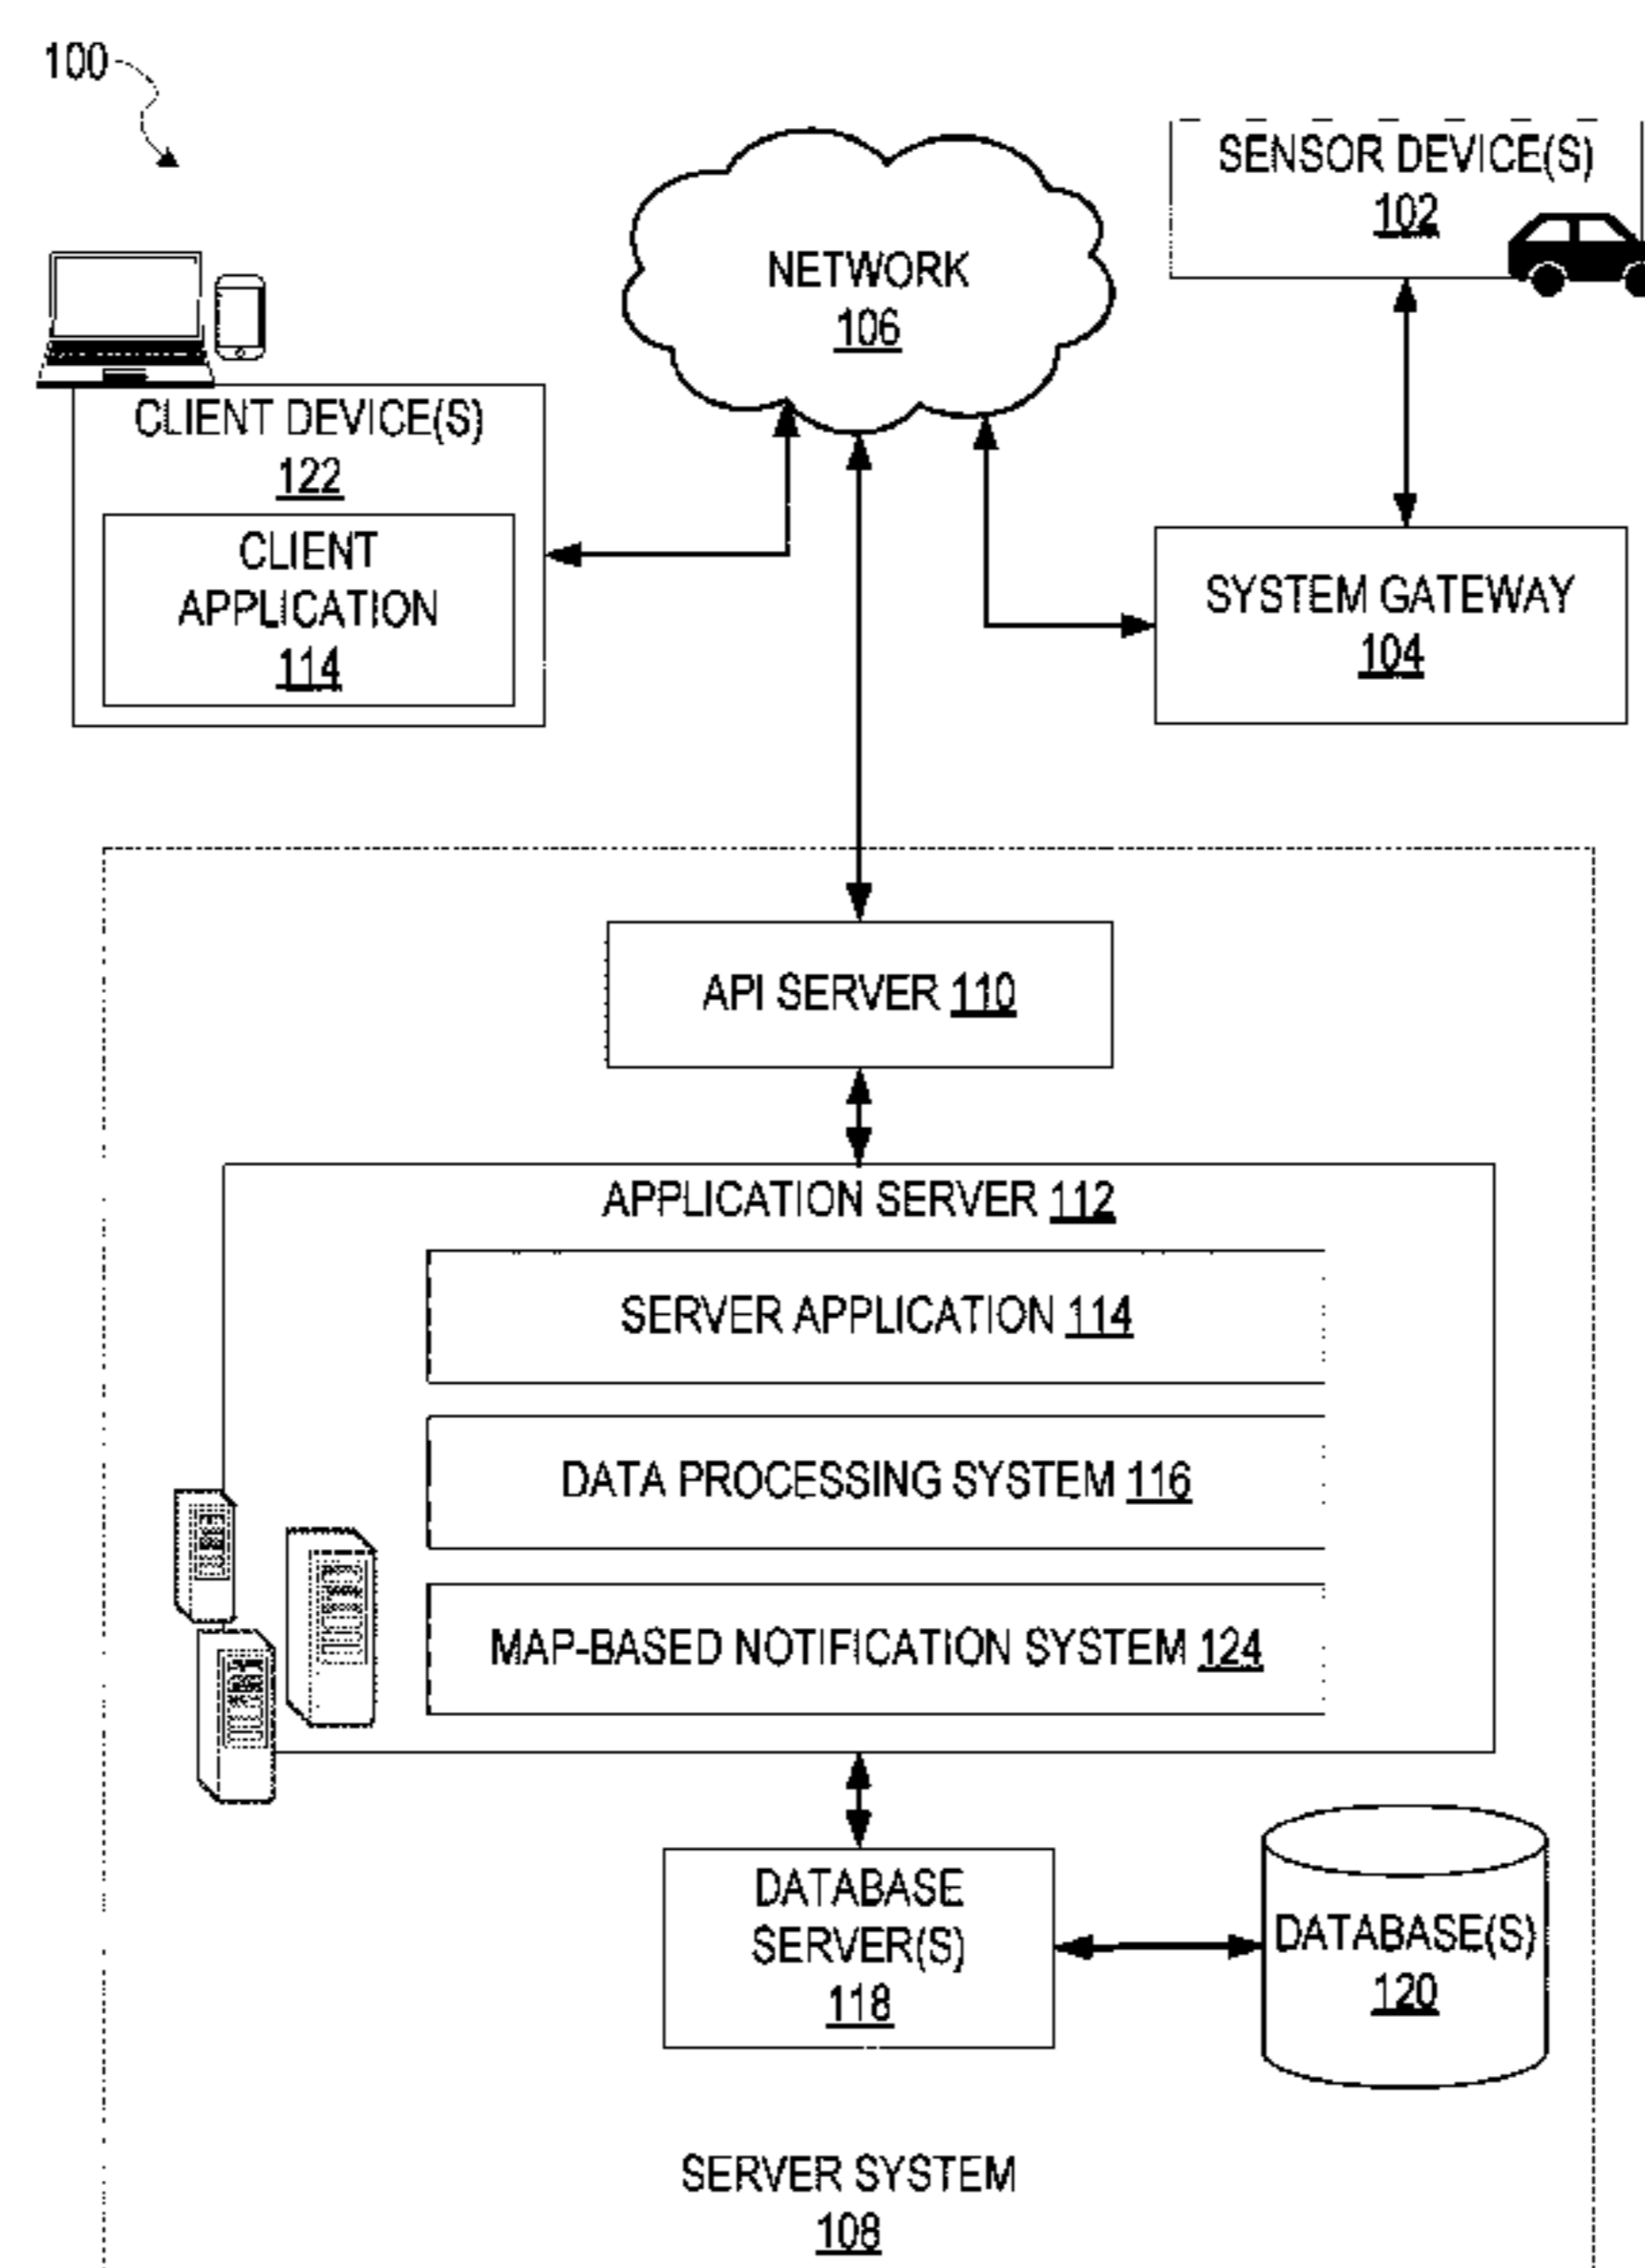 100
SENSOR DEVICE(S)
102
NETWORK
106
CLIENT DEVICE(S)
122
CLIENT
APPLICATION
114
SYSTEM GATEWAY
104
API SERVER 110
APPLICATION SERVER 112
SERVER APPLICATION 114
DATA PROCESSING SYSTEM 116
MAP-BASED NOTIFICATION SYSTEM 124
DATABASE
SERVER(S)
118
DATABASE(S)
120
SERVER SYSTEM
108